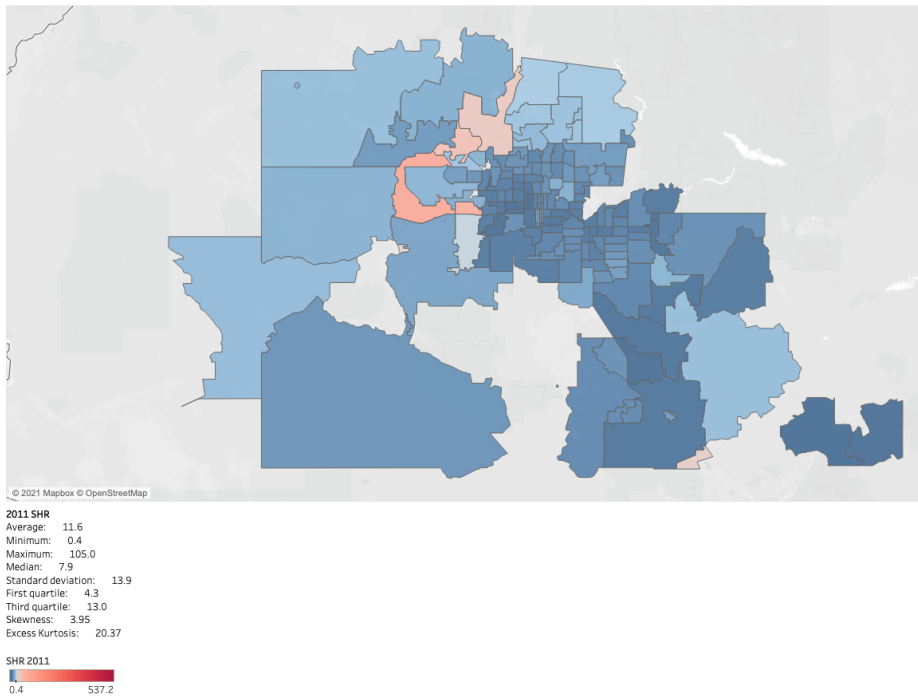 © 2021 Mapbox © OpenStreetMap
2011 SHR
Average: 11.6
Minimum: 0.4
Maximum: 105.0
Median: 7.9
Standard deviation: 13.9
First quartile: 4.3
Third quartile: 13.0
Skewness: 3.95
Excess Kurtosis: 20.37
SHR 2011
0.4 537.2